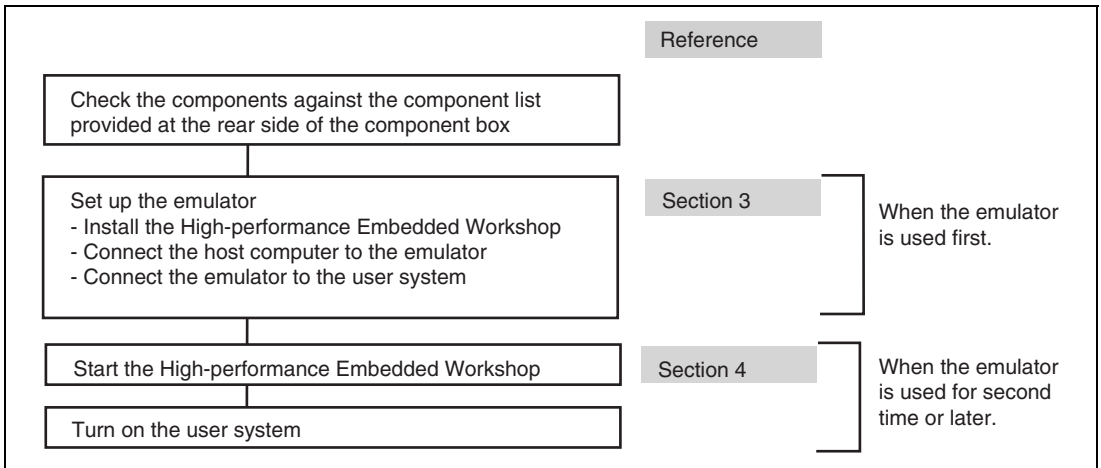 Reference
Check the components against the component list
provided at the rear side of the component box
Set up the emulator
- Install the High-performance Embedded Workshop
- Connect the host computer to the emulator
- Connect the emulator to the user system
Section 3
When the emulator
is used first.
Start the High-performance Embedded Workshop
Section 4
When the emulator
is used for second
time or later.
Turn on the user system